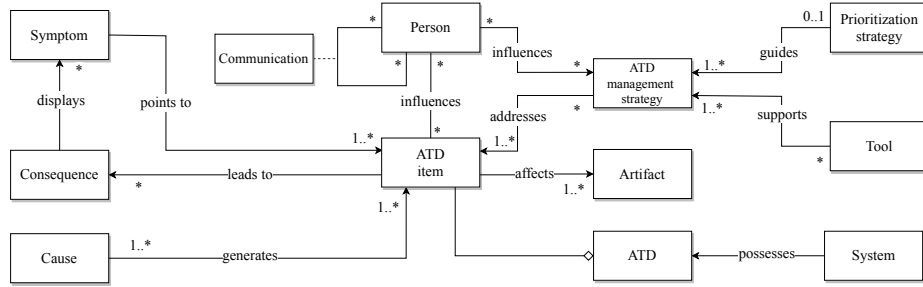 Symptom
*
*
Person
*
*
*
Communication
influences
*
0..1
Prioritization
strategy
guides
1..*
ATD
management
strategy
*
1..*
displays
points to
influences
*
addresses
1..*
1..*
supports
*
Tool
Consequence
*
leads to
ATD
item
affects
1..*
Artifact
1..*
Cause
1..*
generates
ATD
possesses
System